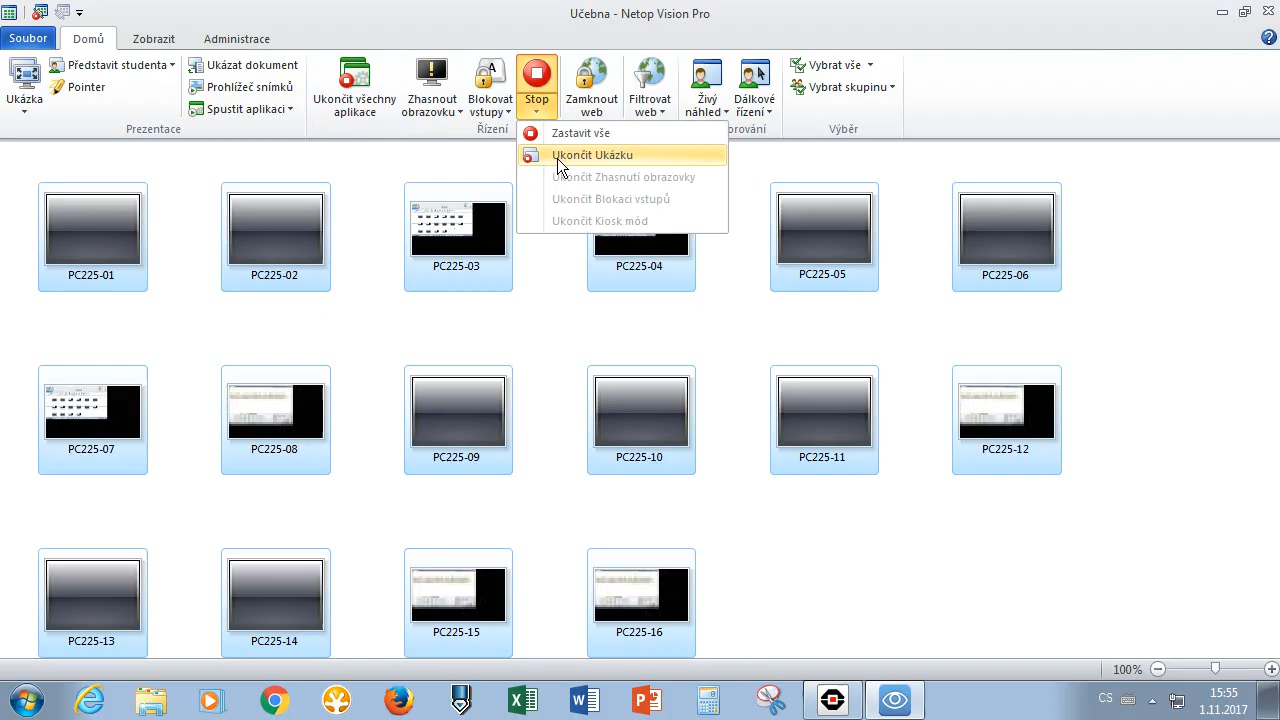 Učebna - Netop Vision Pro
Soubor
Domů
Zobrazit
Administrace
Ukázka
Představit studenta
Pointer
Ukázat dokument
Prohlížeč snímků
Spustit aplikaci
Prezentace
Ukončit všechny
aplikace
Zhasnout
obrazovku
Blokovat
vstupy
Stop
Zamknout
web
Filtrovat
web
Řízení
Živý
náhled
Dálkové
řízení
Vybrat vše
Vybrat skupinu
Výběr
Zastavit vše
Ukončit Ukázku
Ukončit Zhasnutí obrazovky
Ukončit Blokaci vstupů
Ukončit Kiosk mód
PC225-01
PC225-02
PC225-03
PC225-04
PC225-05
PC225-06
PC225-07
PC225-08
PC225-09
PC225-10
PC225-11
PC225-12
PC225-13
PC225-14
PC225-15
PC225-16
100%
CS
15:55
1.11.2017